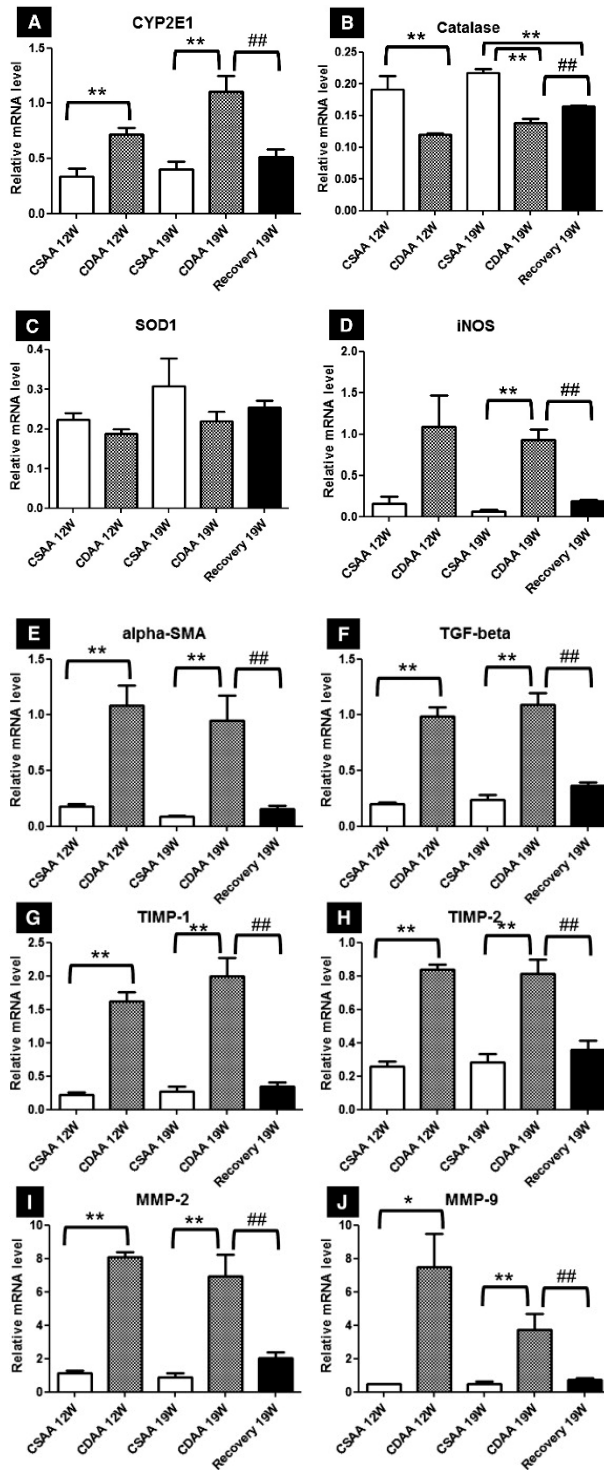 A
CYP2E1
Relative mRNA level
1.5
1.0
0.5
0.0
**
**
##
CSAA 12W
CDAA 12W
CSAA 19W
CDAA 19W
Recovery 19W
B
Catalase
Relative mRNA level
0.25
0.20
0.15
0.10
0.05
0.00
**
**
**
##
CSAA 12W
CDAA 12W
CSAA 19W
CDAA 19W
Recovery 19W
C
SOD1
Relative mRNA level
0.4
0.3
0.2
0.1
0.0
CSAA 12W
CDAA 12W
CSAA 19W
CDAA 19W
Recovery 19W
D
iNOS
Relative mRNA level
2.0
1.5
1.0
0.5
0.0
**
##
CSAA 12W
CDAA 12W
CSAA 19W
CDAA 19W
Recovery 19W
E
alpha-SMA
Relative mRNA level
1.5
1.0
0.5
0.0
**
**
##
CSAA 12W
CDAA 12W
CSAA 19W
CDAA 19W
Recovery 19W
F
TGF-beta
Relative mRNA level
1.5
1.0
0.5
0.0
**
**
##
CSAA 12W
CDAA 12W
CSAA 19W
CDAA 19W
Recovery 19W
G
TIMP-1
Relative mRNA level
2.5
2.0
1.5
1.0
0.5
0.0
**
**
##
CSAA 12W
CDAA 12W
CSAA 19W
CDAA 19W
Recovery 19W
H
TIMP-2
Relative mRNA level
1.0
0.8
0.6
0.4
0.2
0.0
**
**
##
CSAA 12W
CDAA 12W
CSAA 19W
CDAA 19W
Recovery 19W
I
MMP-2
Relative mRNA level
10
8
6
4
2
0
**
**
##
CSAA 12W
CDAA 12W
CSAA 19W
CDAA 19W
Recovery 19W
J
MMP-9
Relative mRNA level
10
8
6
4
2
0
*
**
##
CSAA 12W
CDAA 12W
CSAA 19W
CDAA 19W
Recovery 19W